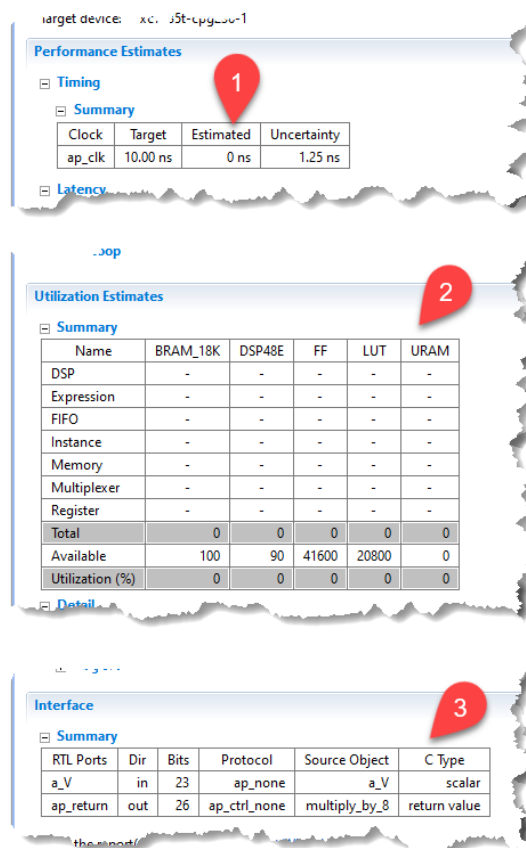 Target device:
Performance Estimates
Timing
1
Summary
Clock Target Estimated Uncertainty
ap_clk 10.00 ns 0 ns 1.25 ns
Latency
Utilization Estimates
2
Summary
Name BRAM_18K DSP48E FF LUT URAM
DSP - - - - -
Expression - - - - -
FIFO - - - - -
Instance - - - - -
Memory - - - - -
Multiplexer - - - - -
Register - - - - -
Total 0 0 0 0 0
Available 100 90 41600 20800 0
Utilization (%) 0 0 0 0 0
Detail
Interface
3
Summary
RTL Ports Dir Bits Protocol Source Object C Type
a_V in 23 ap_none a_V scalar
ap_return out 26 ap_ctrl_none multiply_by_8 return value